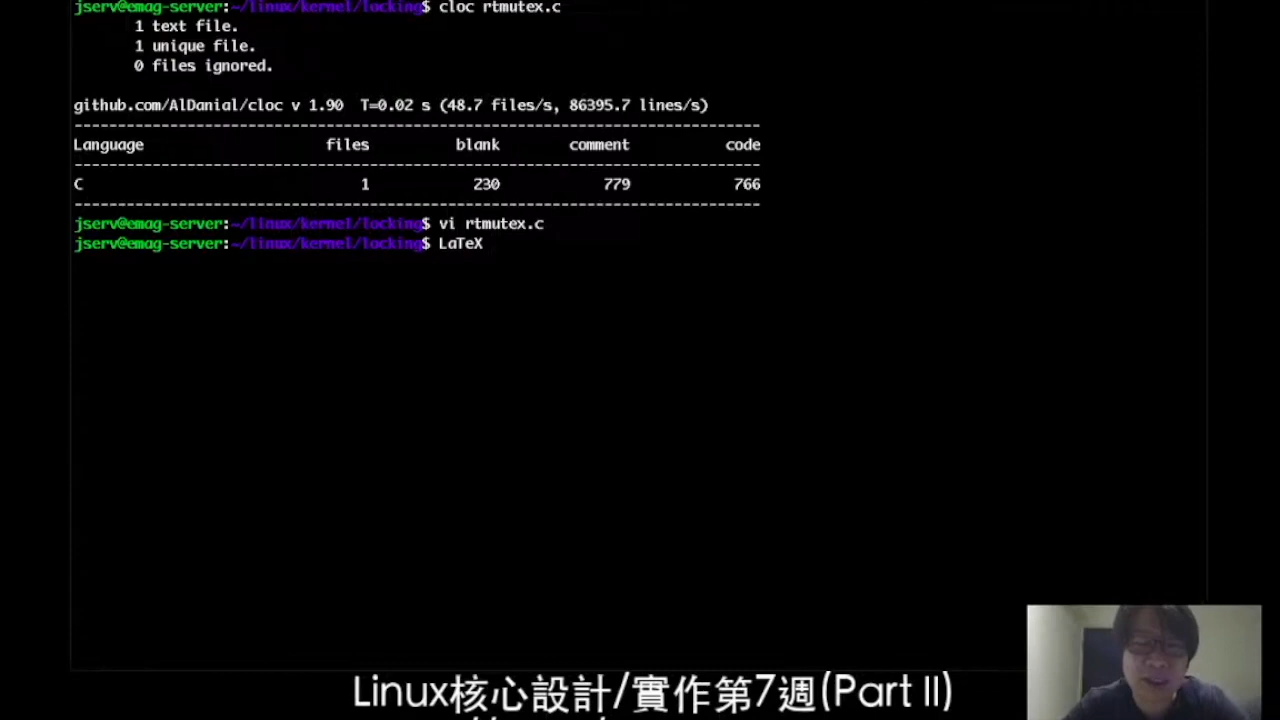 jserv@emag-server:~/linux/kernel/locking$ cloc rtmutex.c
1 text file.
1 unique file.
0 files ignored.
github.com/AlDanial/cloc v 1.90 T=0.02 s (48.7 files/s, 86395.7 lines/s)
-------------------------------------------------------------------------------
Language files blank comment code
-------------------------------------------------------------------------------
C 1 230 779 766
-------------------------------------------------------------------------------
jserv@emag-server:~/linux/kernel/locking$ vi rtmutex.c
jserv@emag-server:~/linux/kernel/locking$ LaTeX
Linux核心設計/實作第7週(Part II)